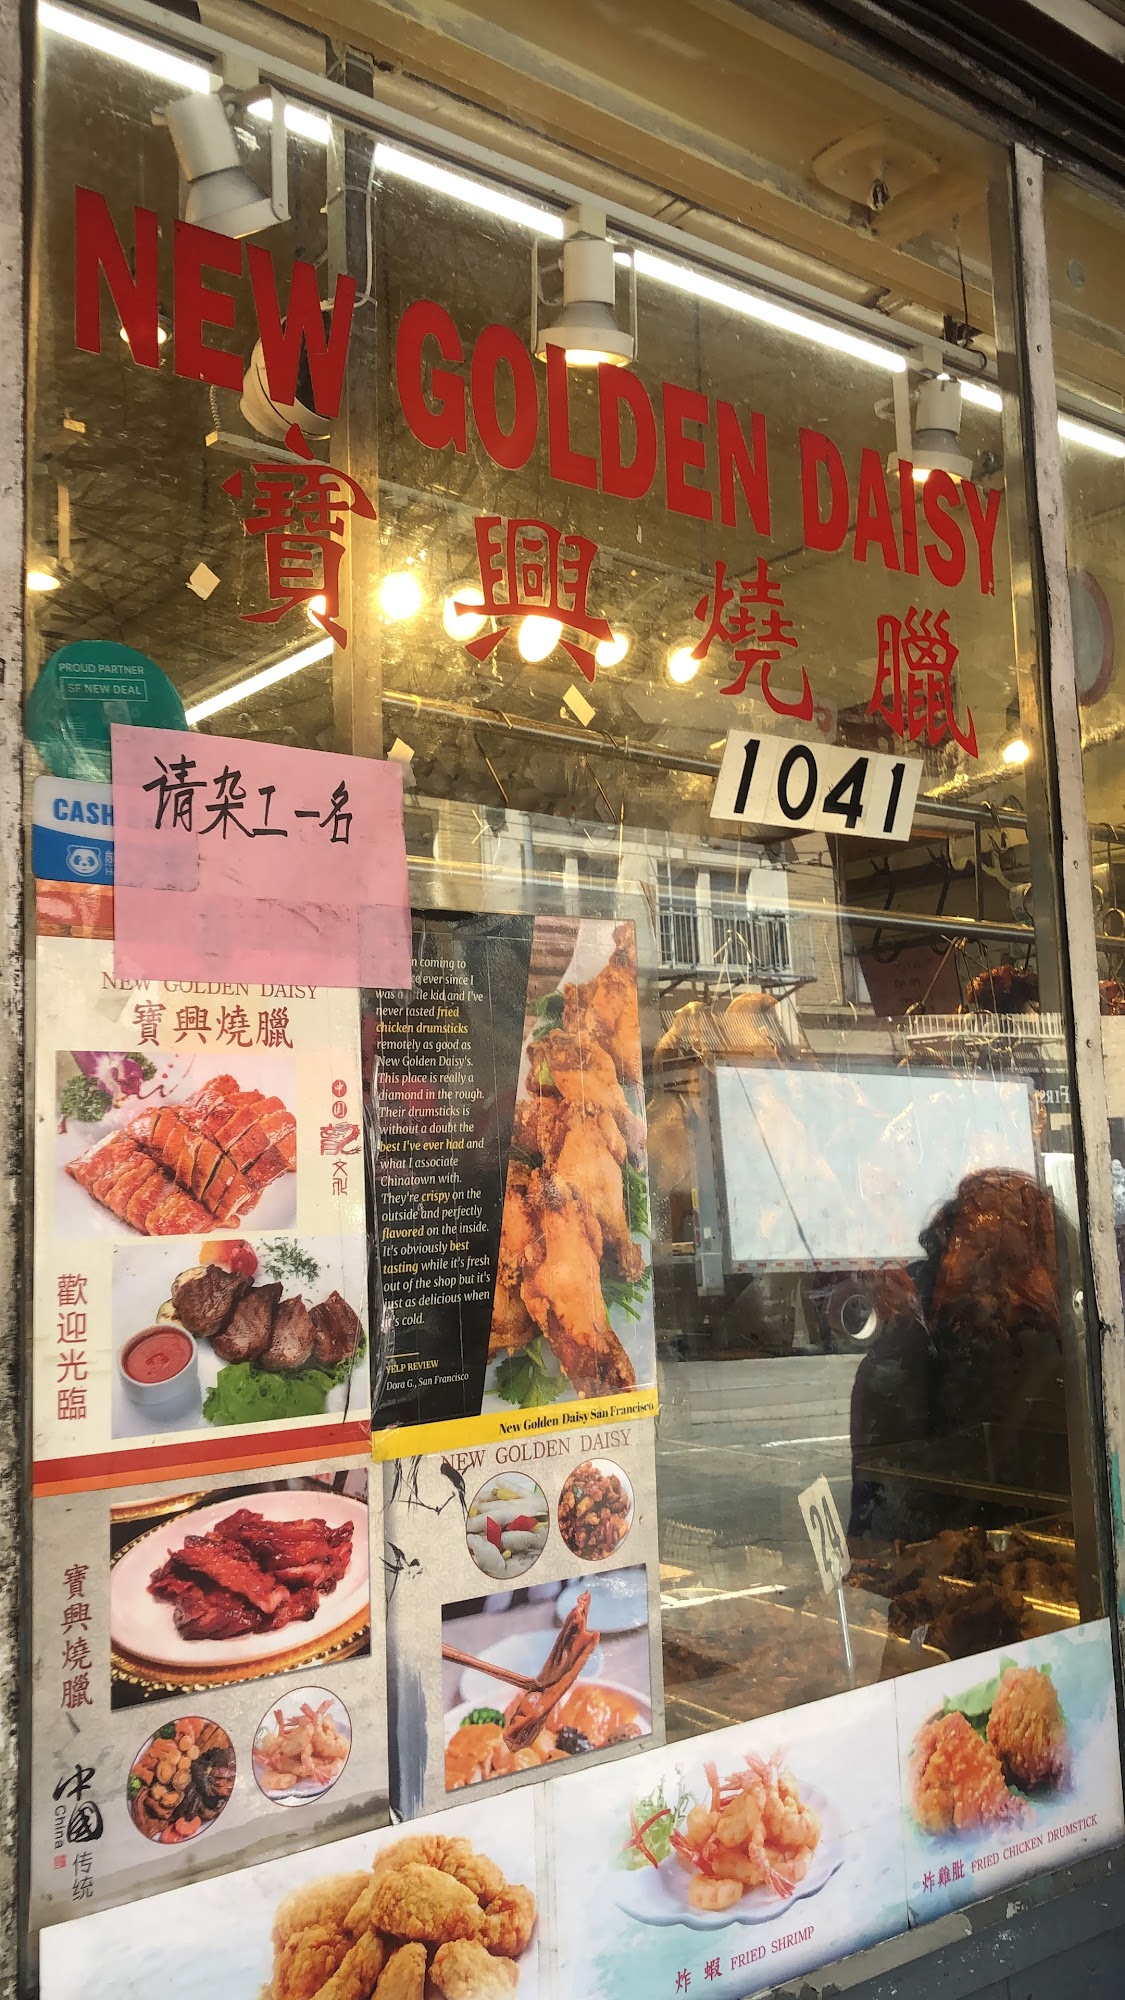 NEW GOLDEN DAISY
寶興燒臘
1041
PROUD PARTNER
SF NEW DEAL
CASH
请杂工一名
NEW GOLDEN DAISY
寶興燒臘
中国
文化
歡迎光臨
coming to
ever since I
was a little kid and I've
never tasted fried
chicken drumsticks
remotely as good as
New Golden Daisy's.
This place is really a
diamond in the rough.
Their drumsticks is
without a doubt the
best I've ever had and
what I associate
Chinatown with.
They're crispy on the
outside and perfectly
flavored on the inside.
It's obviously best
tasting while it's fresh
out of the shop but it's
just as delicious when
it's cold.
YELP REVIEW
Dora G., San Francisco
New Golden Daisy San Francisco
寶興燒臘
中國
China
传统
NEW GOLDEN DAISY
24
炸蝦 FRIED SHRIMP
炸雞肶 FRIED CHICKEN DRUMSTICK